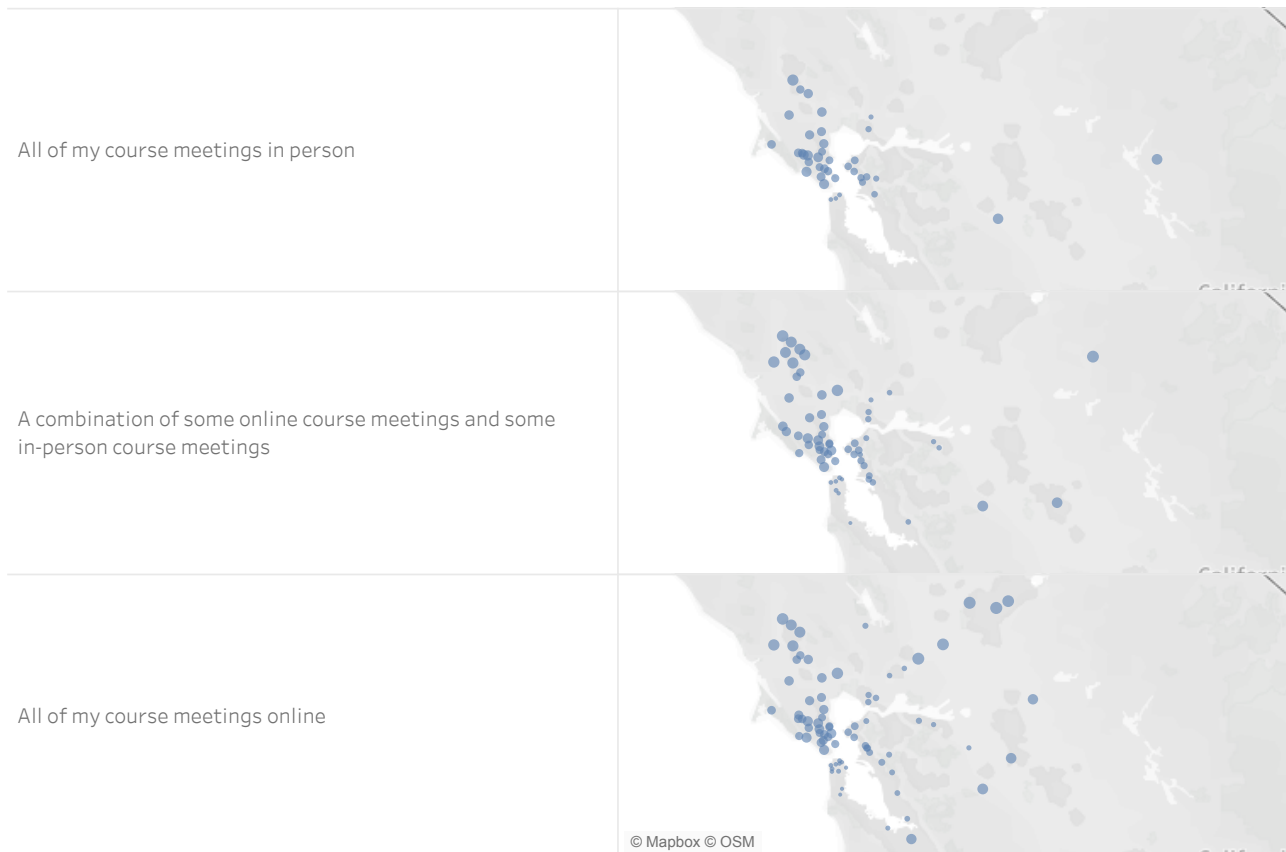 All of my course meetings in person
A combination of some online course meetings and some
in-person course meetings
All of my course meetings online
© Mapbox © OSM